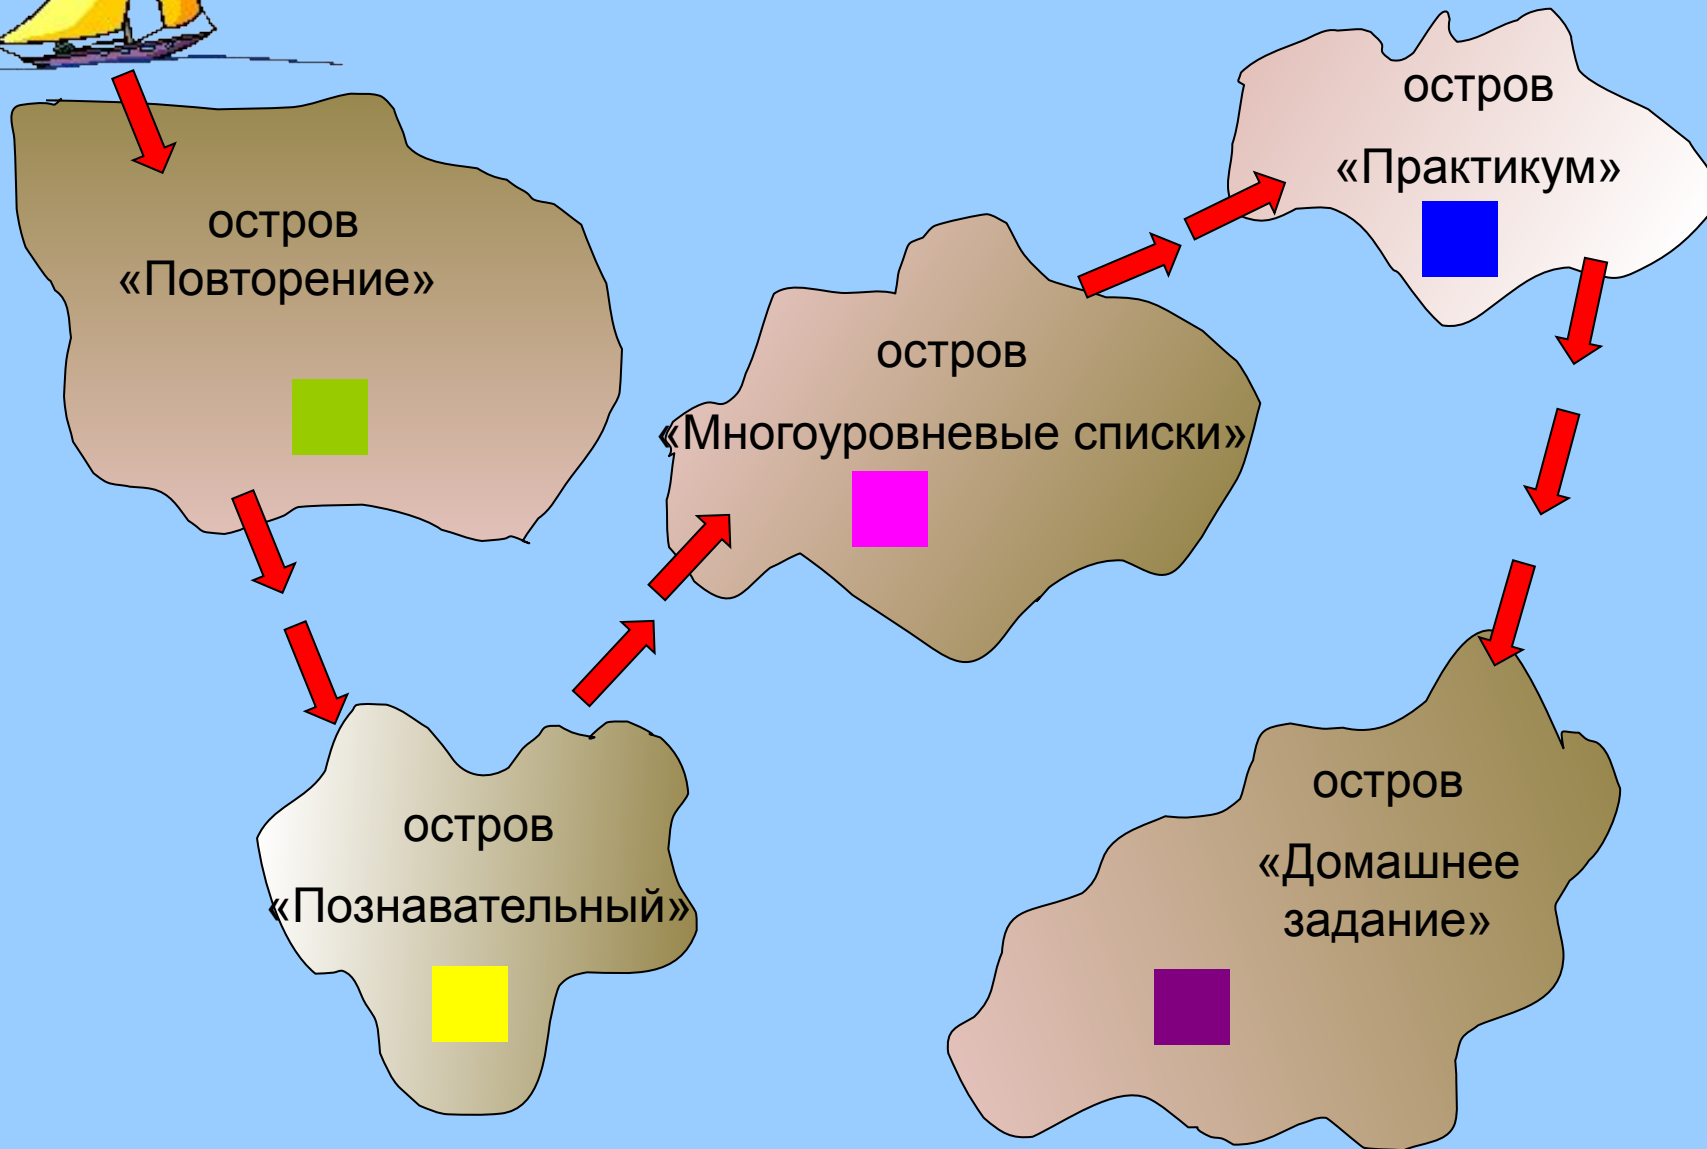 остров
«Повторение»
остров
«Познавательный»
остров
«Многоуровневые списки»
остров
«Практикум»
остров
«Домашнее
задание»